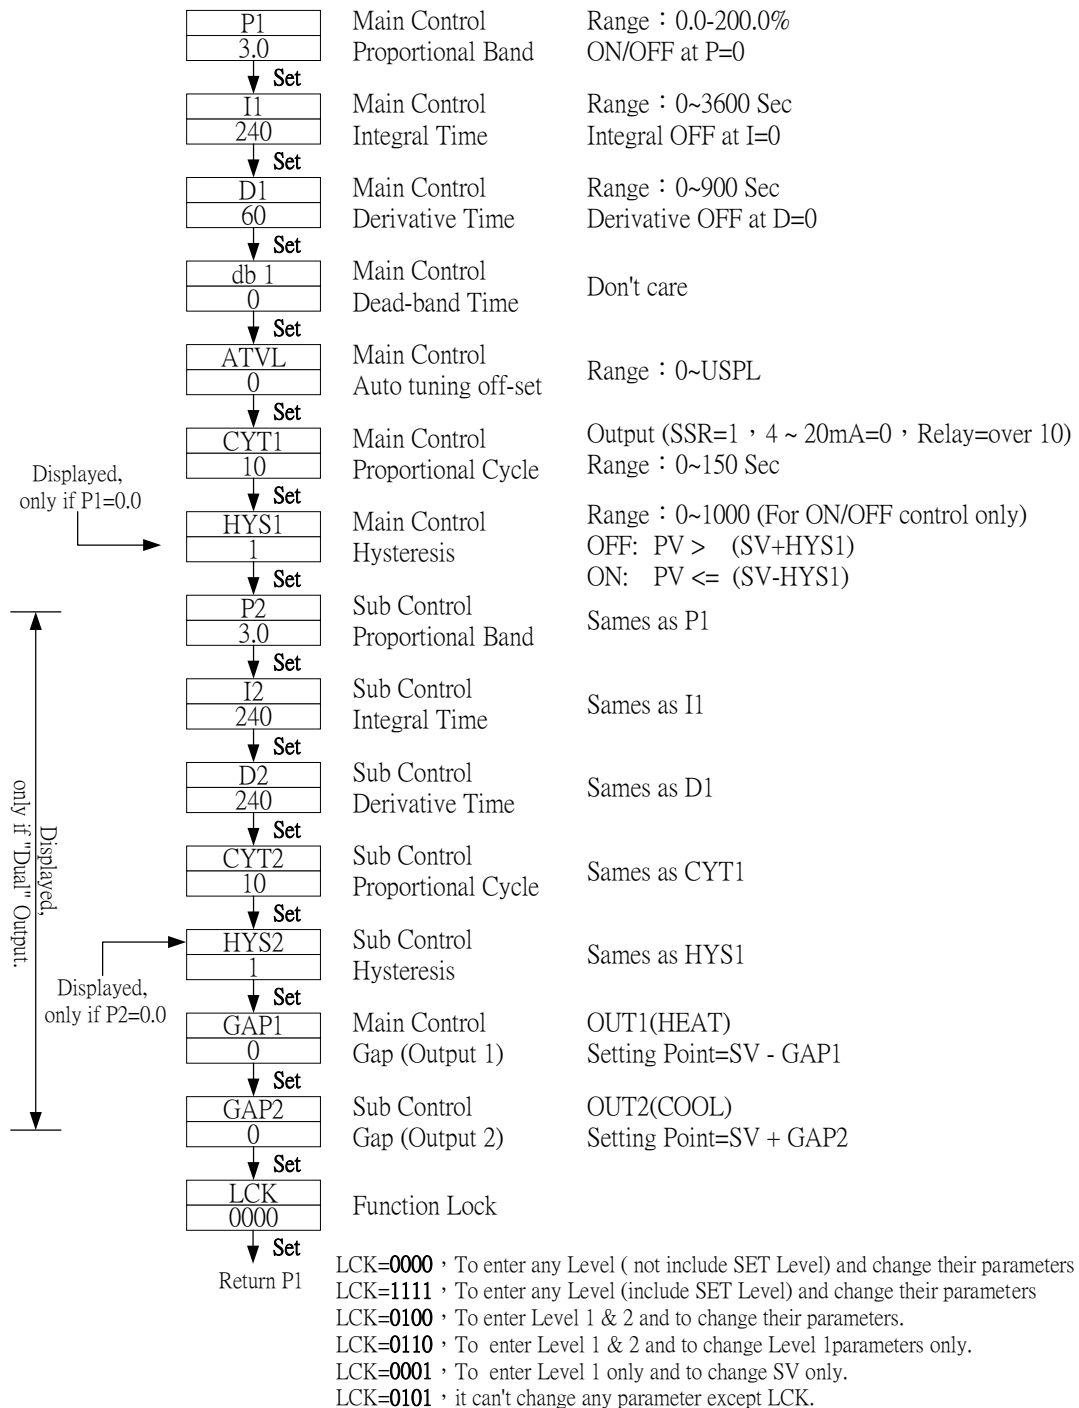 P1
3.0
Main Control
Proportional Band
Range：0.0-200.0%
ON/OFF at P=0
Set
I1
240
Main Control
Integral Time
Range：0~3600 Sec
Integral OFF at I=0
Set
D1
60
Main Control
Derivative Time
Range：0~900 Sec
Derivative OFF at D=0
Set
db 1
0
Main Control
Dead-band Time
Don't care
Set
ATVL
0
Main Control
Auto tuning off-set
Range：0~USPL
Set
CYT1
10
Main Control
Proportional Cycle
Output (SSR=1，4 ~ 20mA=0，Relay=over 10)
Range：0~150 Sec
Set
Displayed,
only if P1=0.0
HYS1
1
Main Control
Hysteresis
Range：0~1000 (For ON/OFF control only)
OFF: PV > (SV+HYS1)
ON: PV <= (SV-HYS1)
Set
P2
3.0
Sub Control
Proportional Band
Sames as P1
Set
I2
240
Sub Control
Integral Time
Sames as I1
Set
D2
240
Sub Control
Derivative Time
Sames as D1
Set
Displayed,
only if "Dual" Output.
CYT2
10
Sub Control
Proportional Cycle
Sames as CYT1
Set
HYS2
1
Sub Control
Hysteresis
Sames as HYS1
Displayed,
only if P2=0.0
Set
GAP1
0
Main Control
Gap (Output 1)
OUT1(HEAT)
Setting Point=SV - GAP1
Set
GAP2
0
Sub Control
Gap (Output 2)
OUT2(COOL)
Setting Point=SV + GAP2
Set
LCK
0000
Function Lock
Set
Return P1
LCK=0000，To enter any Level ( not include SET Level) and change their parameters
LCK=1111，To enter any Level (include SET Level) and change their parameters
LCK=0100，To enter Level 1 & 2 and to change their parameters.
LCK=0110，To enter Level 1 & 2 and to change Level 1parameters only.
LCK=0001，To enter Level 1 only and to change SV only.
LCK=0101，it can't change any parameter except LCK.